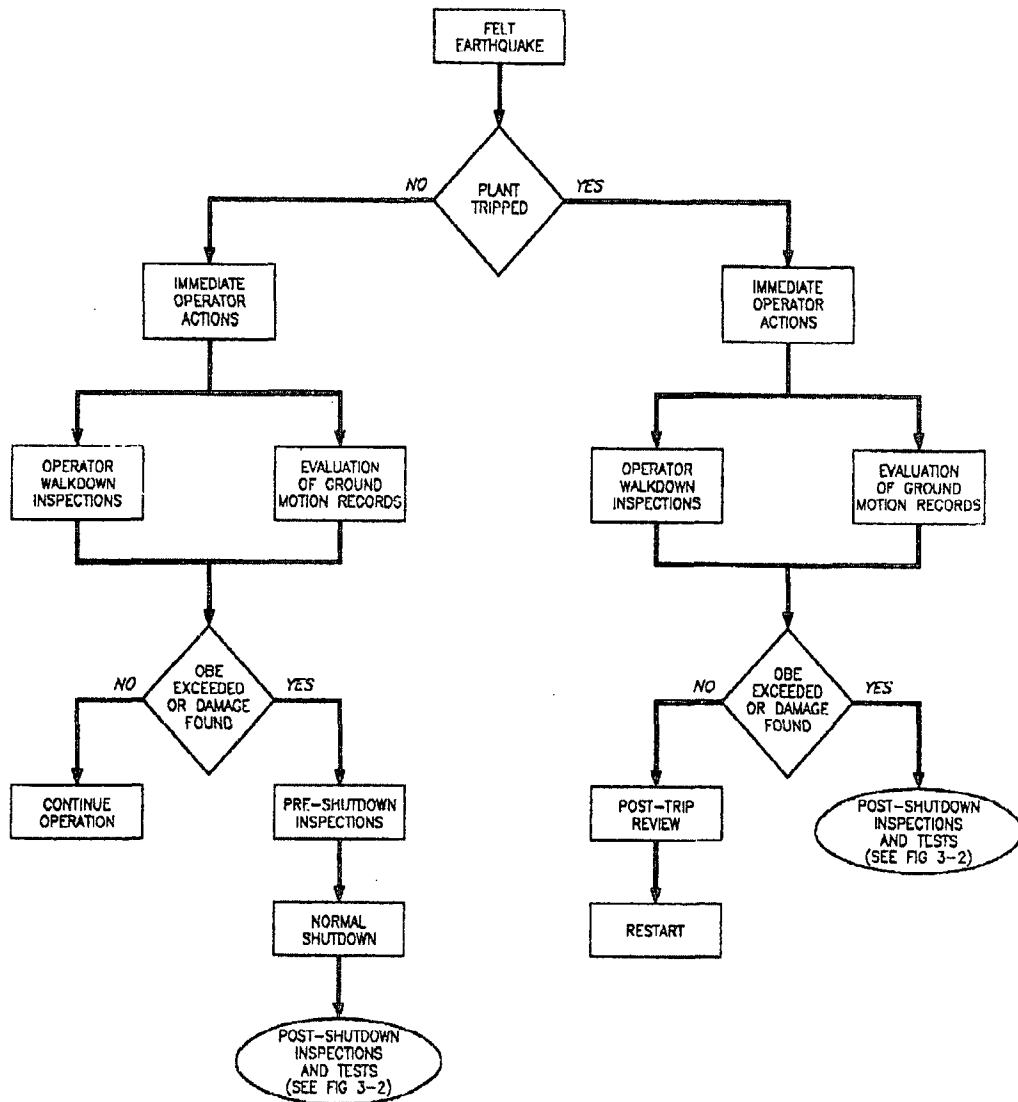 FELT
EARTHQUAKE
NO
PLANT
TRIPPED
YES
IMMEDIATE
OPERATOR
ACTIONS
IMMEDIATE
OPERATOR
ACTIONS
OPERATOR
WALKDOWN
INSPECTIONS
EVALUATION
OF GROUND
MOTION RECORDS
OPERATOR
WALKDOWN
INSPECTIONS
EVALUATION
OF GROUND
MOTION RECORDS
NO
OBE
EXCEEDED
OR DAMAGE
FOUND
YES
NO
OBE
EXCEEDED
OR DAMAGE
FOUND
YES
CONTINUE
OPERATION
PRE-SHUTDOWN
INSPECTIONS
POST-TRIP
REVIEW
POST-SHUTDOWN
INSPECTIONS
AND TESTS
(SEE FIG 3-2)
NORMAL
SHUTDOWN
RESTART
POST-SHUTDOWN
INSPECTIONS
AND TESTS
(SEE FIG 3-2)